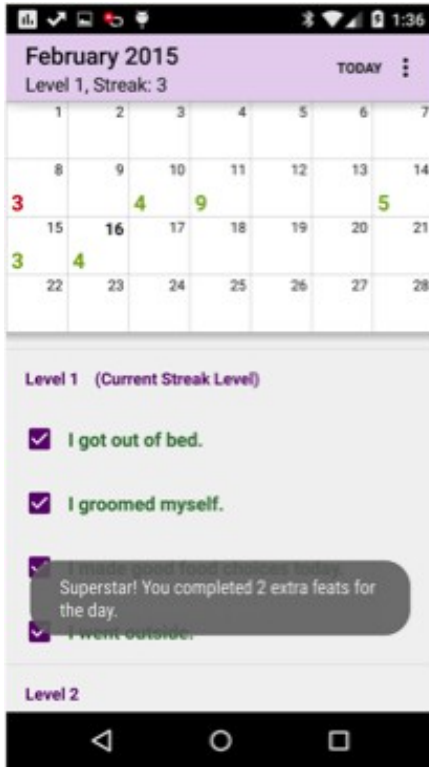 1:36
February 2015
TODAY
Level 1, Streak: 3
1 2 3 4 5 6 7
8 9 10 11 12 13 14
3 4 9 5
15 16 17 18 19 20 21
3 4
22 23 24 25 26 27 28
Level 1 (Current Streak Level)
I got out of bed.
I groomed myself.
I made good food choices today.
Superstar! You completed 2 extra feats for
the day.
I went outside.
Level 2